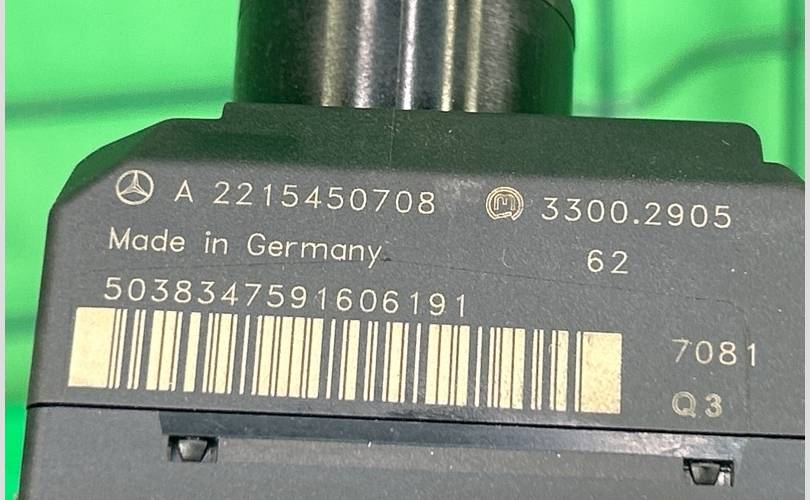 A 2215450708 3300.2905
Made in Germany 62
5038347591606191
7081
Q3